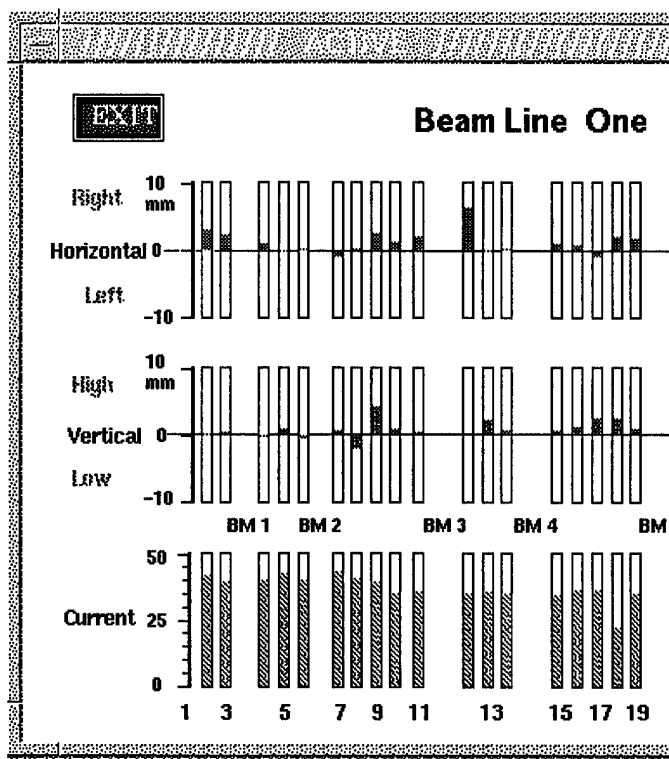 EXIT
Beam Line One
Right
10
mm
Horizontal 0
Left
-10
High
10
mm
Vertical 0
Low
-10
BM 1 BM 2 BM 3 BM 4 BM
50
Current 25
0
1 3 5 7 9 11 13 15 17 19